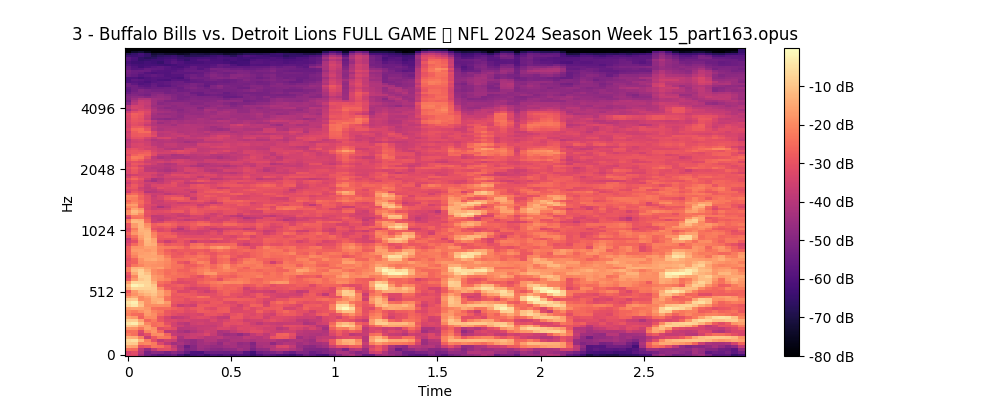 3 - Buffalo Bills vs. Detroit Lions FULL GAME ▯ NFL 2024 Season Week 15_part163.opus
Hz
4096
2048
1024
512
0
0
0.5
1
1.5
2
2.5
Time
-10 dB
-20 dB
-30 dB
-40 dB
-50 dB
-60 dB
-70 dB
-80 dB